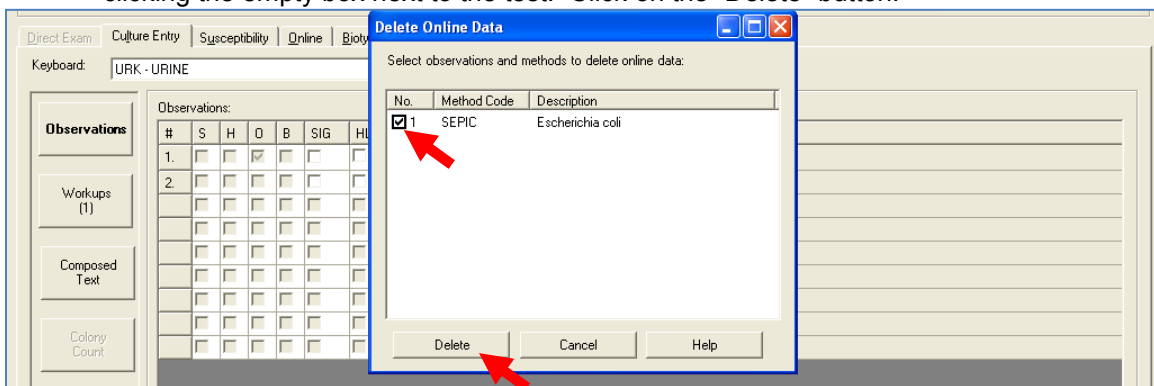 clicking the empty box next to the test. Click on the "Delete" button.
Direct Exam Culture Entry Susceptibility Online
Keyboard: URK - URINE
Observations
Workups
(1)
Composed
Text
Colony
Count
Observations:
# S H O B SIG
1.
2.
Delete Online Data
Select observations and methods to delete online data:
No. Method Code Description
1 SEPIC Escherichia coli
Delete Cancel Help